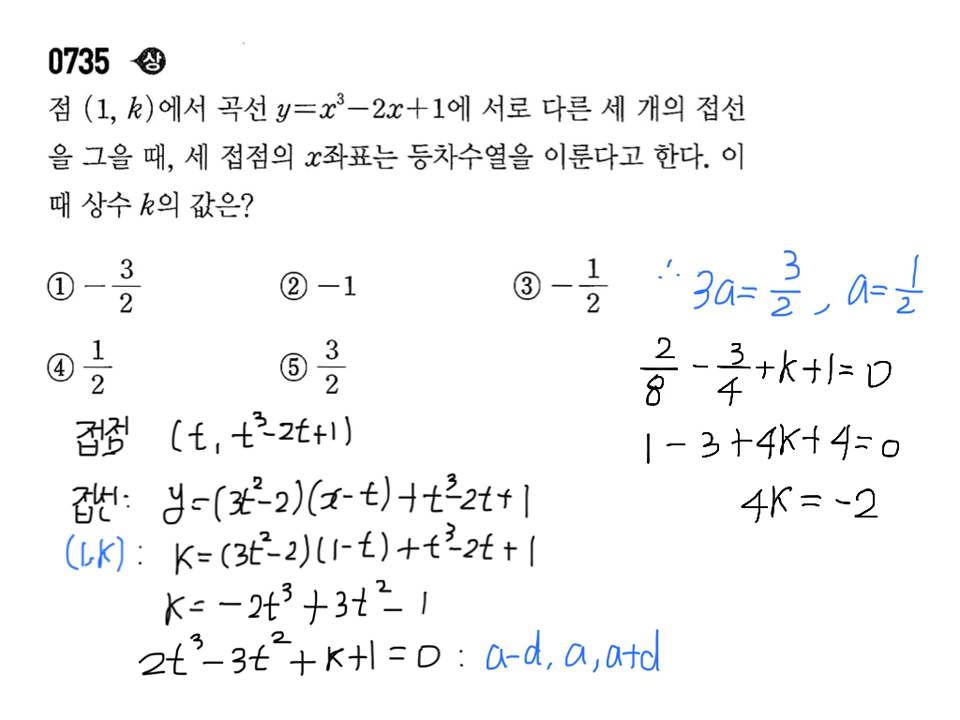 0735 상
점 (1, k)에서 곡선 y=x³−2x+1에 서로 다른 세 개의 접선
을 그을 때, 세 접점의 x좌표는 등차수열을 이룬다고 한다. 이
때 상수 k의 값은?
① −3/2 ② −1 ③ −1/2
④ 1/2 ⑤ 3/2
접점 (t, t³-2t+1)
접선: y=(3t²-2)(x-t)+t³-2t+1
(1,k): k=(3t²-2)(1-t)+t³-2t+1
k=-2t³+3t²-1
2t³-3t²+k+1=0 : a-d, a, a+d
∴ 3a=3/2, a=1/2
2/8-3/4+k+1=0
1-3+4k+4=0
4k=-2